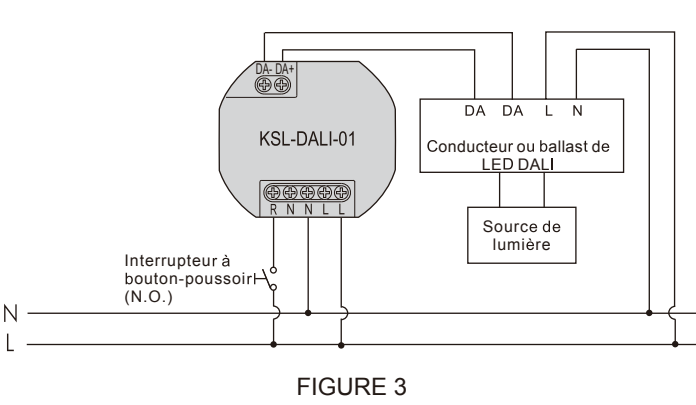 DA- DA+
KSL-DALI-01
R N N L L
DA DA L N
Conducteur ou ballast de
LED DALI
Source de
lumière
Interrupteur à
bouton-poussoir
(N.O.)
N
L
FIGURE 3